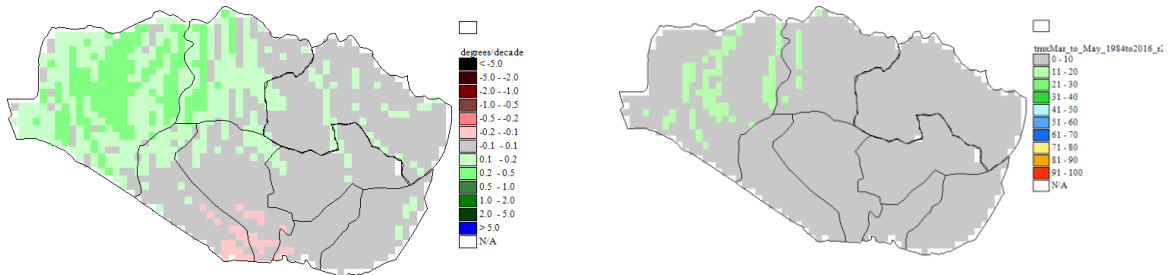 degrees/decade
< -5.0
-5.0 - -2.0
-2.0 - -1.0
-1.0 - -0.5
-0.5 - -0.2
-0.2 - -0.1
-0.1 - 0.1
0.1 - 0.2
0.2 - 0.5
0.5 - 1.0
1.0 - 2.0
2.0 - 5.0
> 5.0
N/A
tmxMar_to_May_1984to2016_r2
0 - 10
11 - 20
21 - 30
31 - 40
41 - 50
51 - 60
61 - 70
71 - 80
81 - 90
91 - 100
N/A